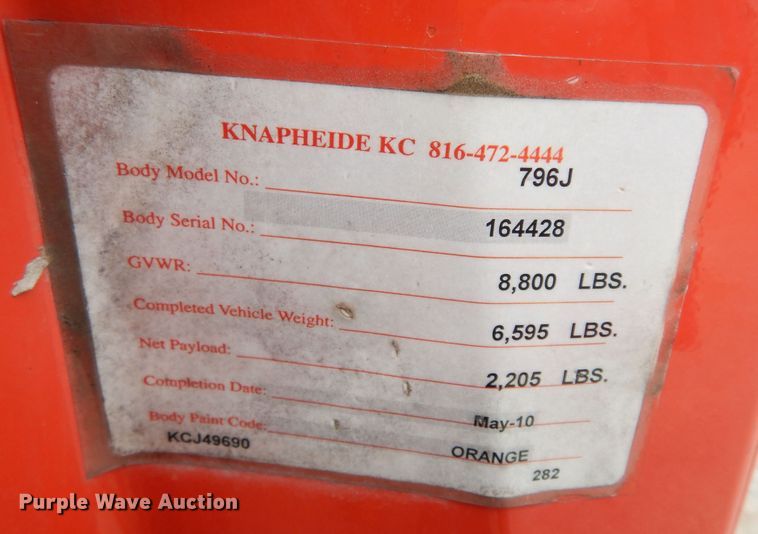 KNAPHEIDE KC 816-472-4444
Body Model No.: 796J
Body Serial No.: 164428
GVWR: 8,800 LBS.
Completed Vehicle Weight: 6,595 LBS.
Net Payload: 2,205 LBS.
Completion Date: May-10
Body Paint Code: ORANGE
KCJ49690 282
Purple Wave Auction